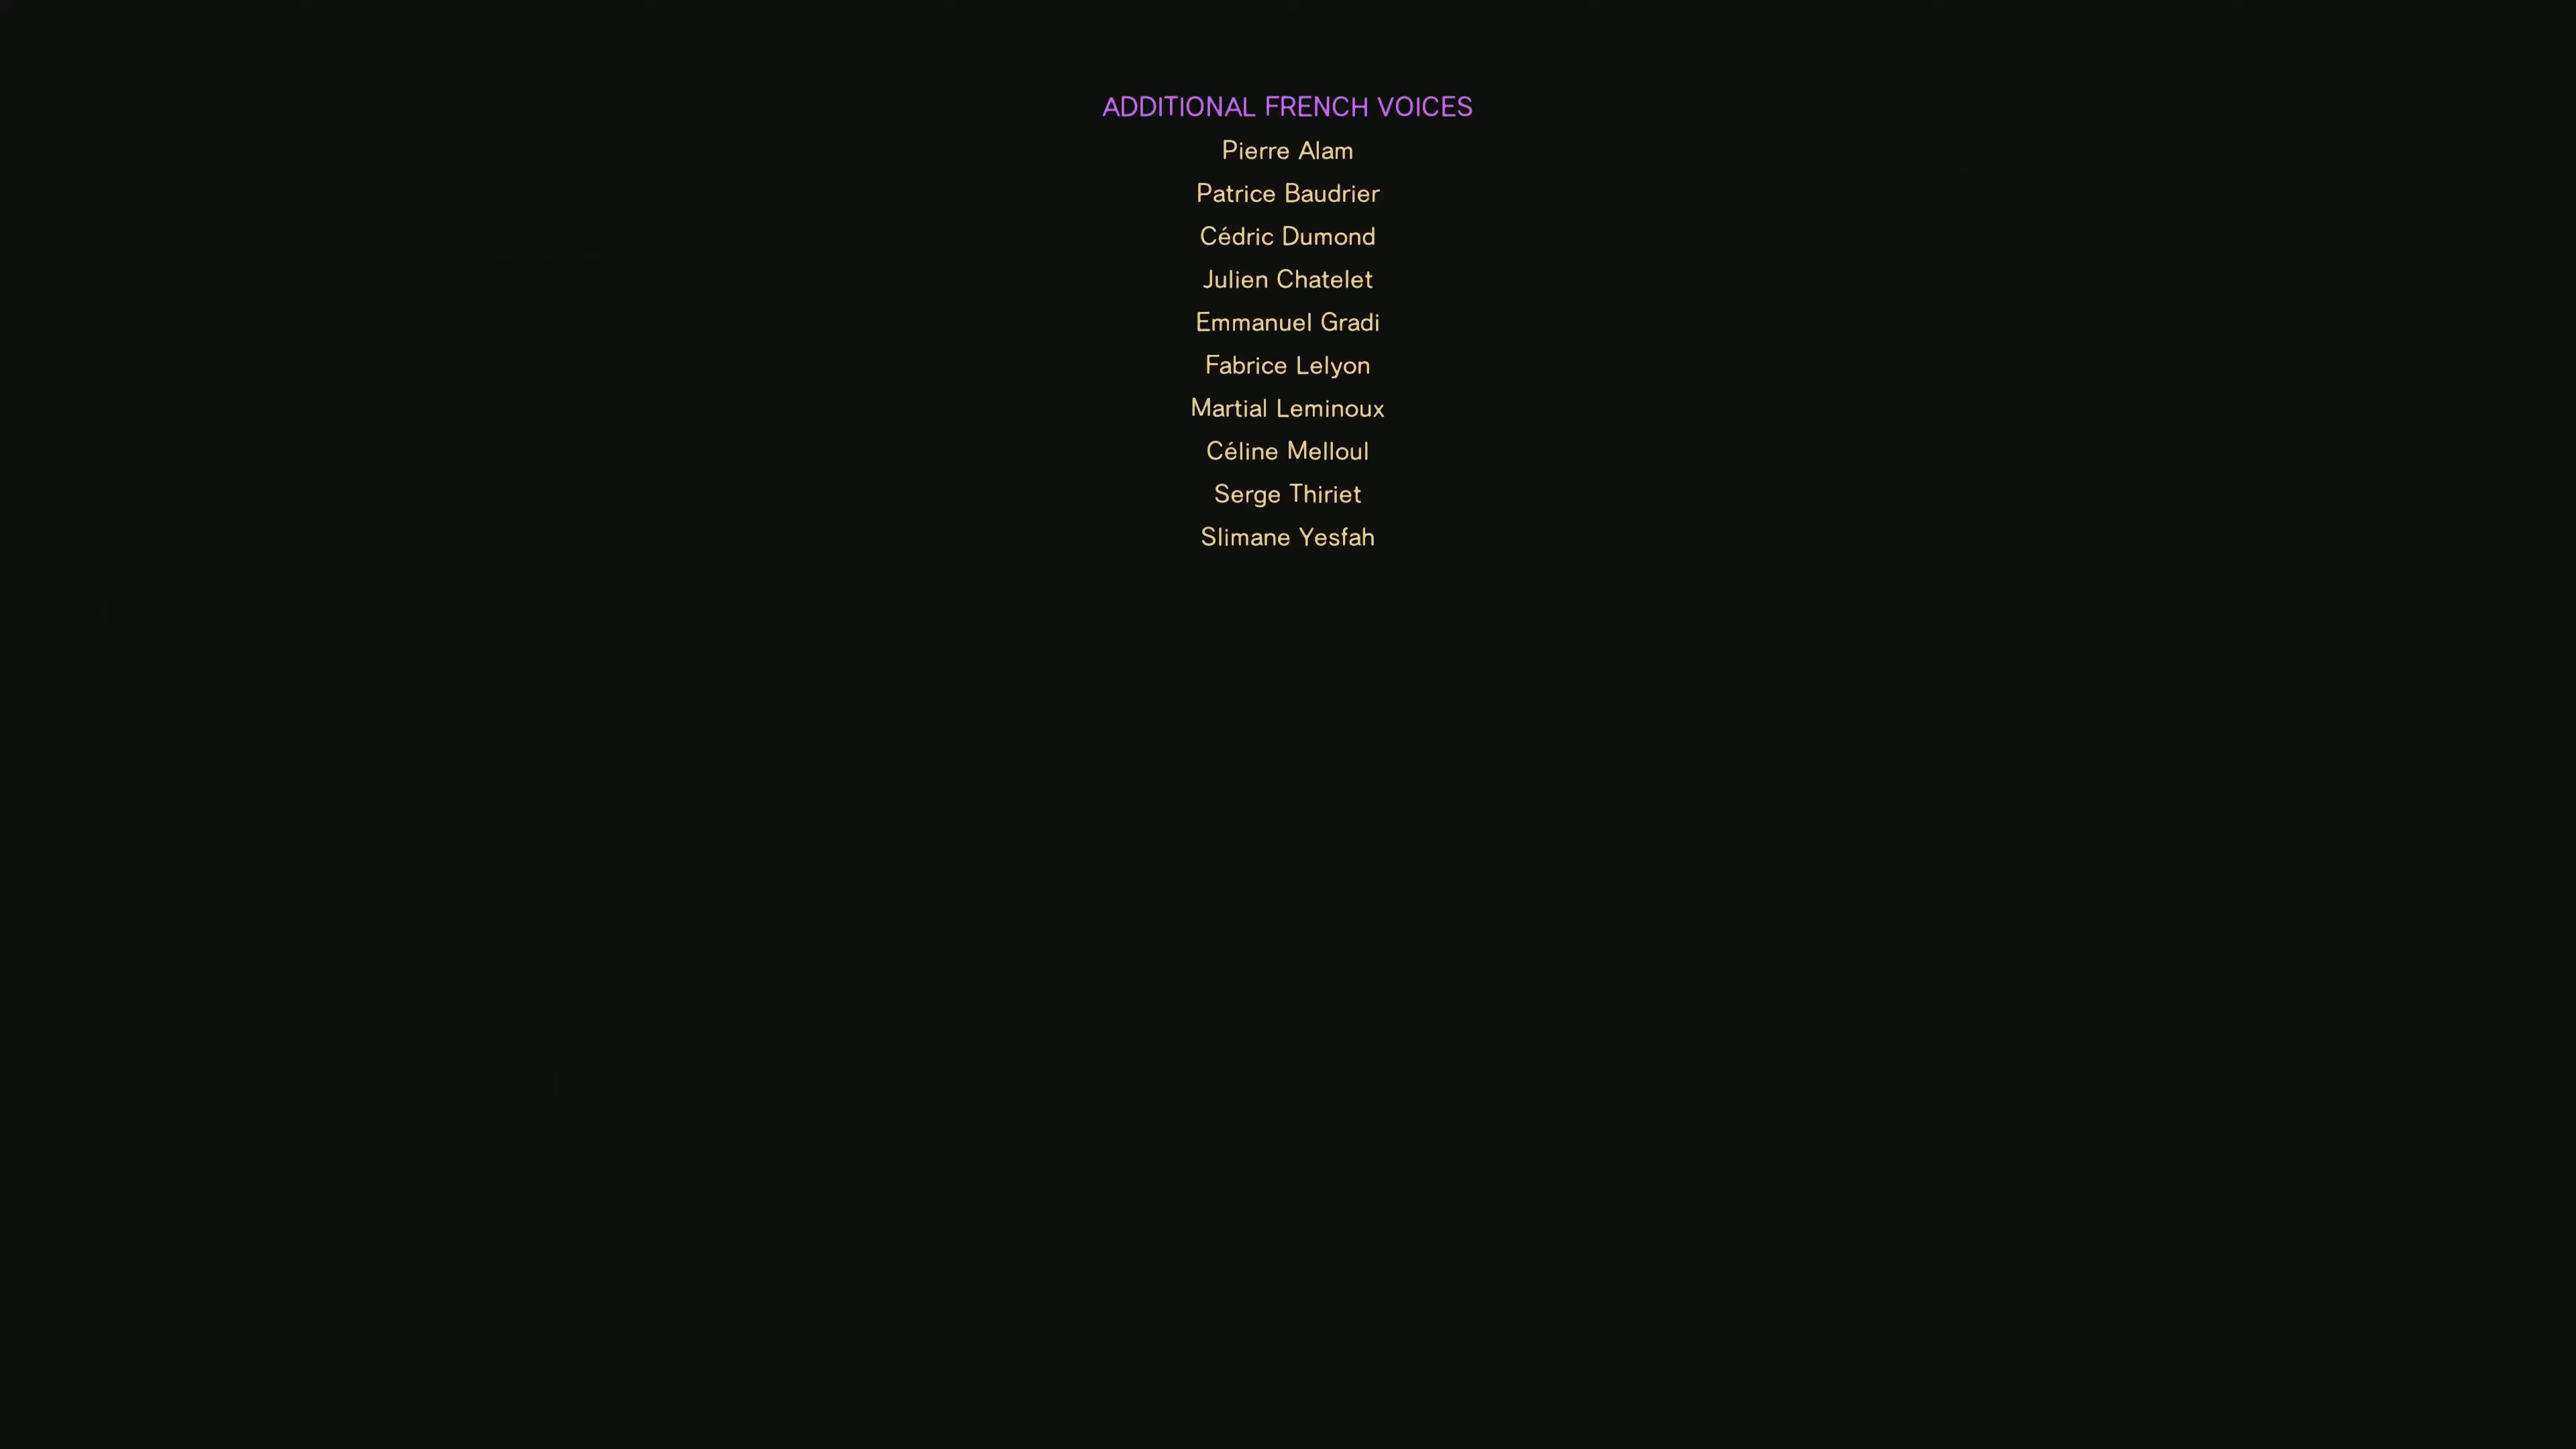 ADDITIONAL FRENCH VOICES
Pierre Alam
Patrice Baudrier
Cédric Dumond
Julien Chatelet
Emmanuel Gradi
Fabrice Lelyon
Martial Leminoux
Céline Melloul
Serge Thiriet
Slimane Yesfah